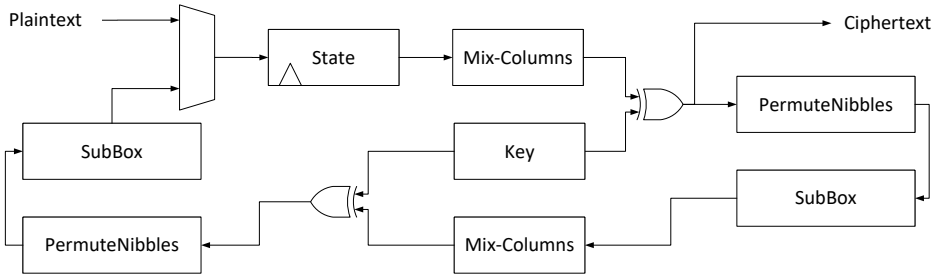 Plaintext
Ciphertext
State
Mix-Columns
PermuteNibbles
SubBox
Key
SubBox
PermuteNibbles
Mix-Columns